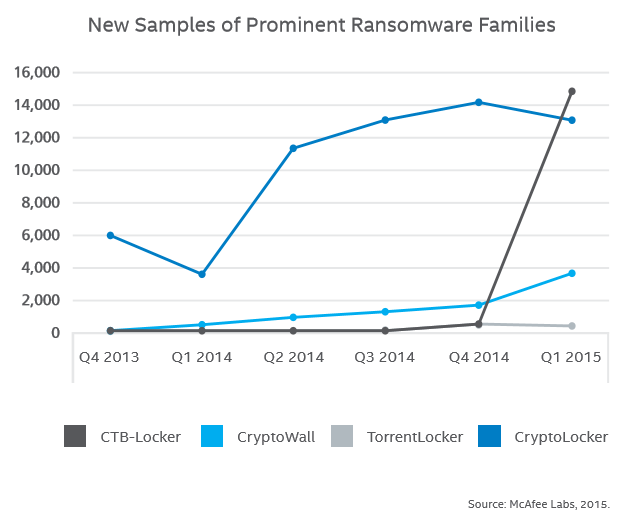 New Samples of Prominent Ransomware Families
16,000
14,000
12,000
10,000
8,000
6,000
4,000
2,000
0
Q4 2013 Q1 2014 Q2 2014 Q3 2014 Q4 2014 Q1 2015
CTB-Locker CryptoWall TorrentLocker CryptoLocker
Source: McAfee Labs, 2015.